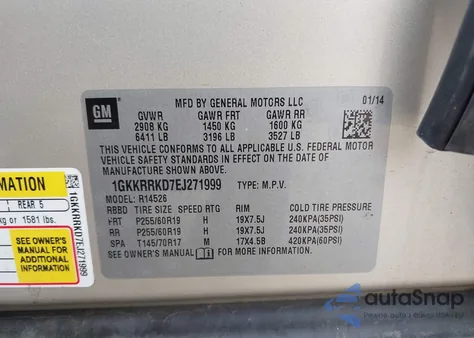 MFD BY GENERAL MOTORS LLC 01/14
GM
GVWR GAWR FRT GAWR RR
2908 KG 1450 KG 1600 KG
6411 LB 3196 LB 3527 LB
THIS VEHICLE CONFORMS TO ALL APPLICABLE U.S. FEDERAL MOTOR
VEHICLE SAFETY STANDARDS IN EFFECT ON THE DATE OF
MANUFACTURE SHOWN ABOVE.
1GKKRRKD7EJ271999 TYPE: M.P.V.
MODEL: R14526
RBBD TIRE SIZE SPEED RTG RIM COLD TIRE PRESSURE
FRT P255/60R19 H 19X7.5J 240KPA(35PSI)
RR P255/60R19 H 19X7.5J 240KPA(35PSI)
SPA T145/70R17 M 17X4.5B 420KPA(60PSI)
SEE OWNER'S MANUAL FOR MORE INFORMATION.
MATION
REAR 5
kg or 1581 lbs.
SEE OWNER'S
MANUAL FOR
ADDITIONAL
INFORMATION
1GKKRRKD7EJ271999
autoSnap